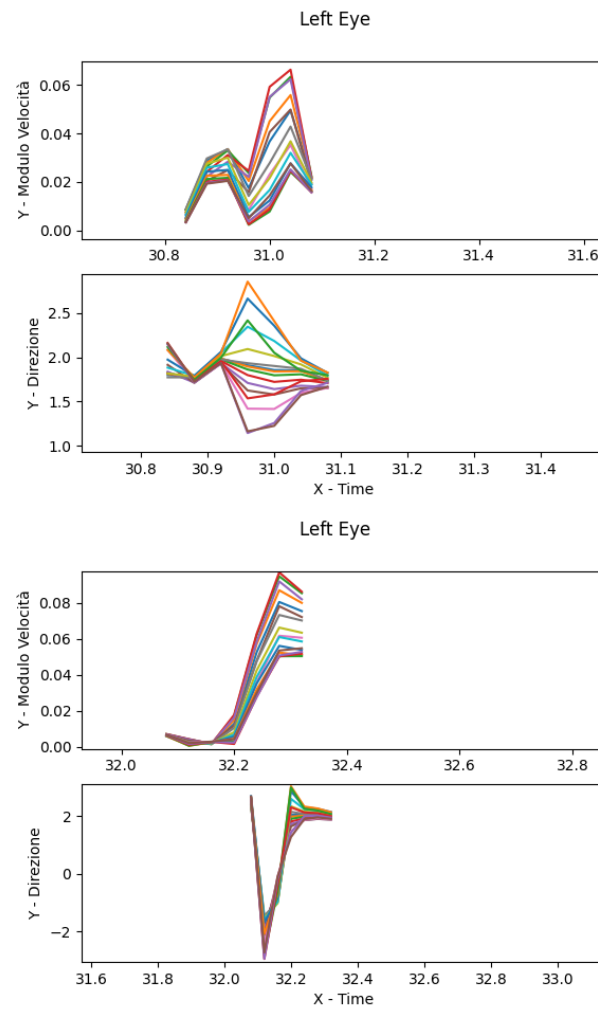 Left Eye
Y - Modulo Velocità
0.06
0.04
0.02
0.00
30.8 31.0 31.2 31.4 31.6
Y - Direzione
2.5
2.0
1.5
1.0
30.8 30.9 31.0 31.1 31.2 31.3 31.4
X - Time
Left Eye
Y - Modulo Velocità
0.08
0.06
0.04
0.02
0.00
32.0 32.2 32.4 32.6 32.8
Y - Direzione
2
0
−2
31.6 31.8 32.0 32.2 32.4 32.6 32.8 33.0
X - Time